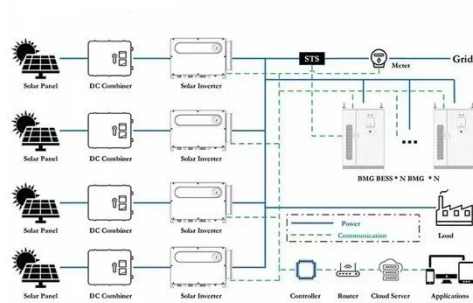 STS
Meter
Grid
Solar Panel DC Combiner Solar Inverter
Solar Panel DC Combiner Solar Inverter
BMG BESS * N BMG * N
Solar Panel DC Combiner Solar Inverter
Power
Communication
Load
Solar Panel DC Combiner Solar Inverter
Controller Router Cloud Server Application